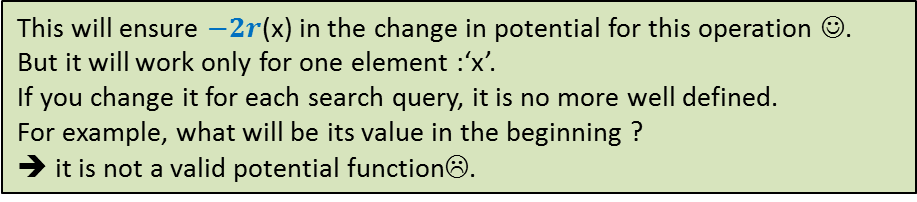 This will ensure −2r(x) in the change in potential for this operation ☺.
But it will work only for one element :‘x’.
If you change it for each search query, it is no more well defined.
For example, what will be its value in the beginning ?
➔ it is not a valid potential function☹.